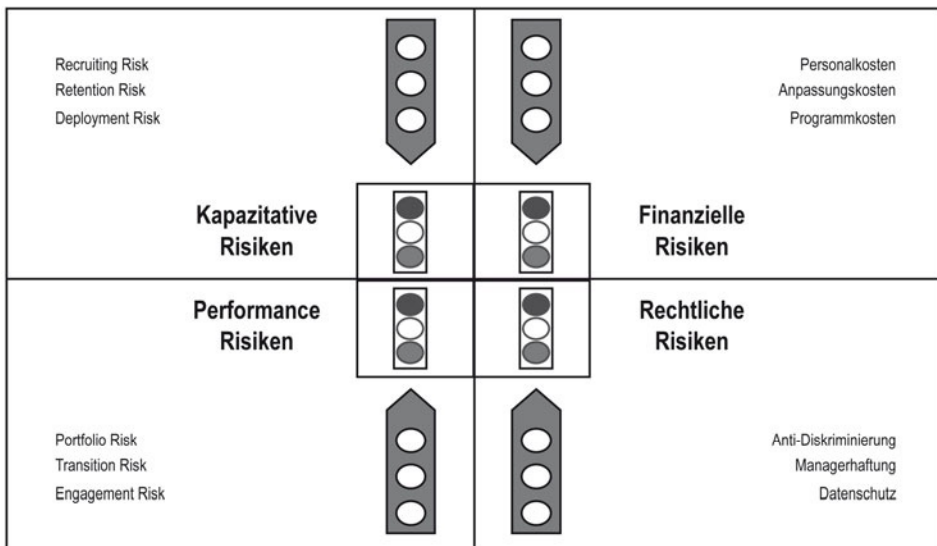 Recruiting Risk
Retention Risk
Deployment Risk
Personalkosten
Anpassungskosten
Programmkosten
Kapazitative
Risiken
Finanzielle
Risiken
Performance
Risiken
Rechtliche
Risiken
Portfolio Risk
Transition Risk
Engagement Risk
Anti-Diskriminierung
Managerhaftung
Datenschutz